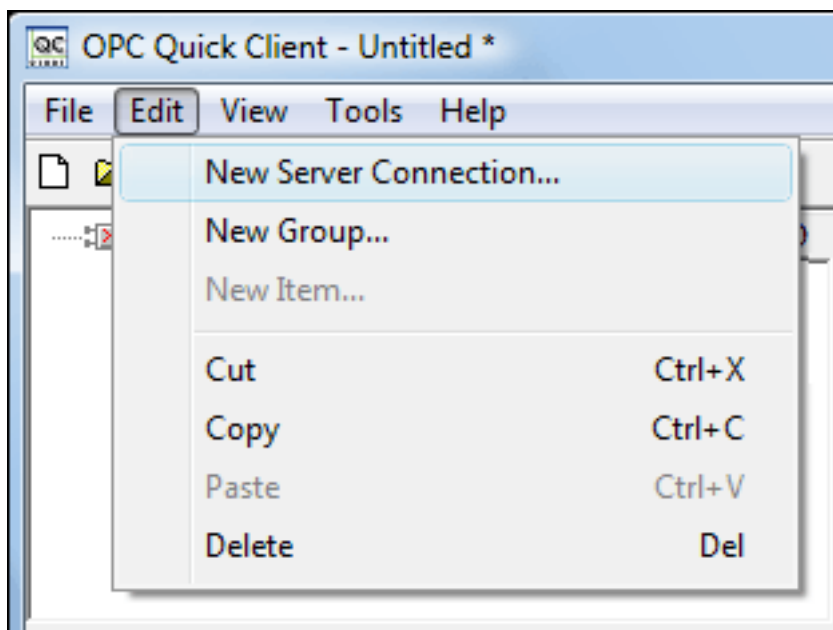 OPC Quick Client - Untitled *
File Edit View Tools Help
New Server Connection...
New Group...
New Item...
Cut Ctrl+X
Copy Ctrl+C
Paste Ctrl+V
Delete Del